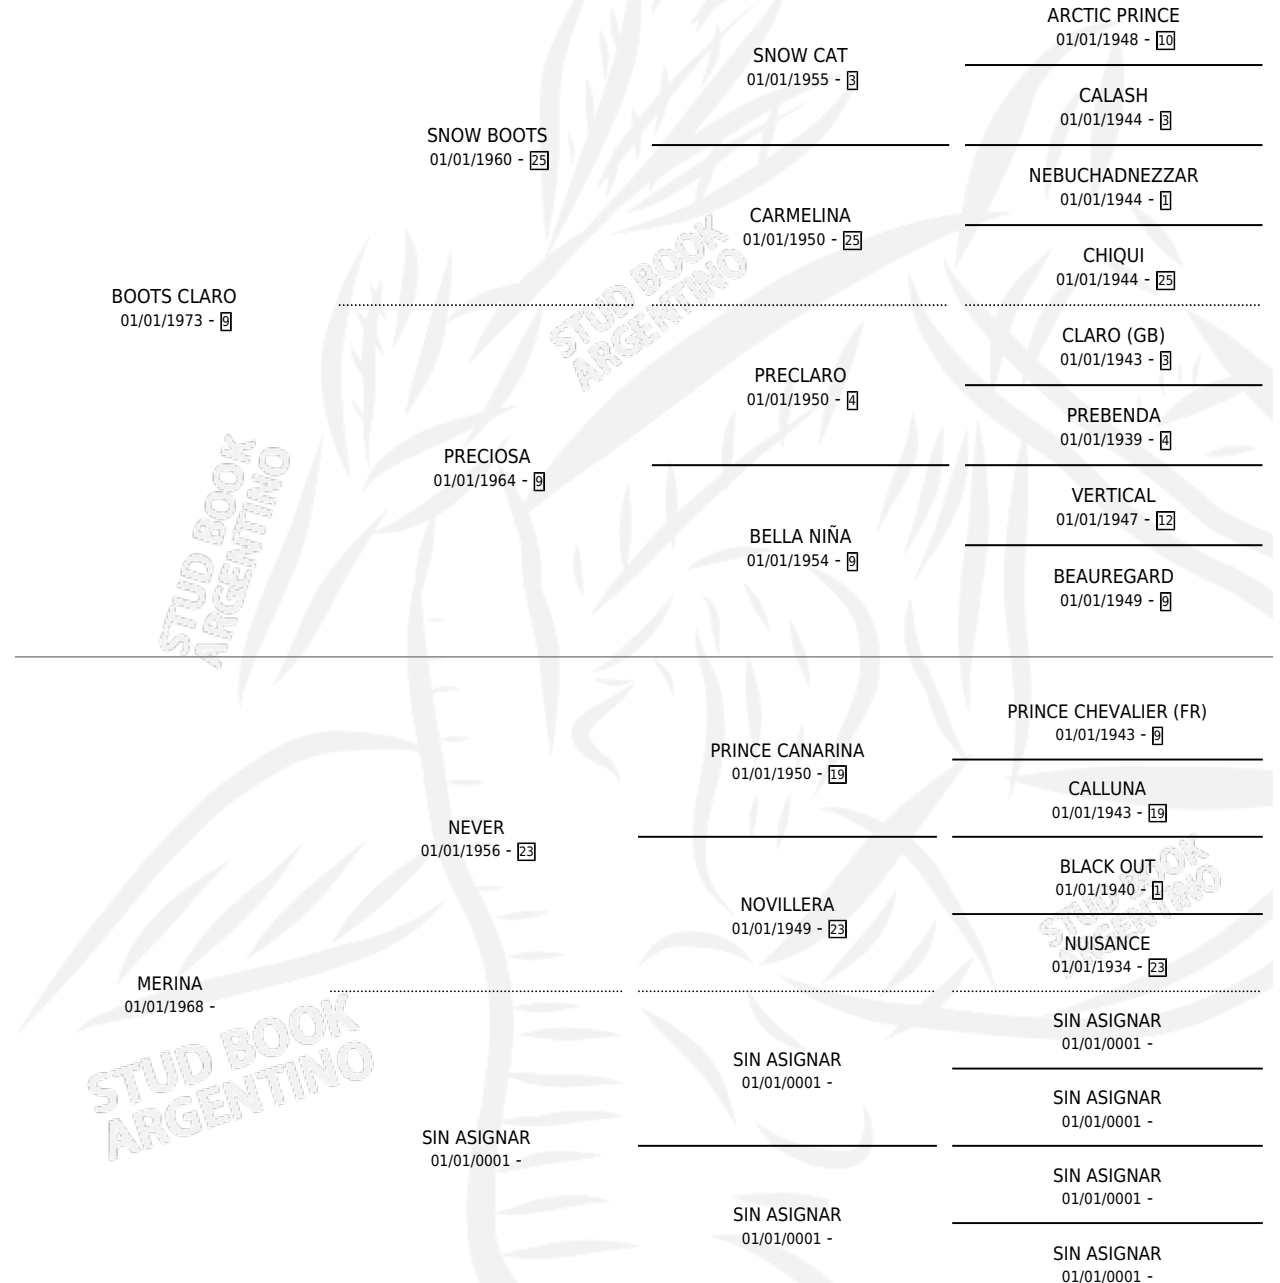 ARCTIC PRINCE
01/01/1948 - 10
SNOW CAT
01/01/1955 - 3
CALASH
01/01/1944 - 3
SNOW BOOTS
01/01/1960 - 25
NEBUCHADNEZZAR
01/01/1944 - 1
CARMELINA
01/01/1950 - 25
CHIQUI
01/01/1944 - 25
BOOTS CLARO
01/01/1973 - 9
CLARO (GB)
01/01/1943 - 3
PRECLARO
01/01/1950 - 4
PREBENDA
01/01/1939 - 4
PRECIOSA
01/01/1964 - 9
VERTICAL
01/01/1947 - 12
BELLA NIÑA
01/01/1954 - 9
BEAUREGARD
01/01/1949 - 9
PRINCE CHEVALIER (FR)
01/01/1943 - 9
PRINCE CANARINA
01/01/1950 - 19
CALLUNA
01/01/1943 - 19
NEVER
01/01/1956 - 23
BLACK OUT
01/01/1940 - 1
NOVILLERA
01/01/1949 - 23
NUISANCE
01/01/1934 - 23
MERINA
01/01/1968 -
SIN ASIGNAR
01/01/0001 -
SIN ASIGNAR
01/01/0001 -
SIN ASIGNAR
01/01/0001 -
SIN ASIGNAR
01/01/0001 -
SIN ASIGNAR
01/01/0001 -
SIN ASIGNAR
01/01/0001 -
SIN ASIGNAR
01/01/0001 -
STUD BOOK
ARGENTINO
STUD BOOK
ARGENTINO
STUD BOOK
ARGENTINO
STUD BOOK
ARGENTINO